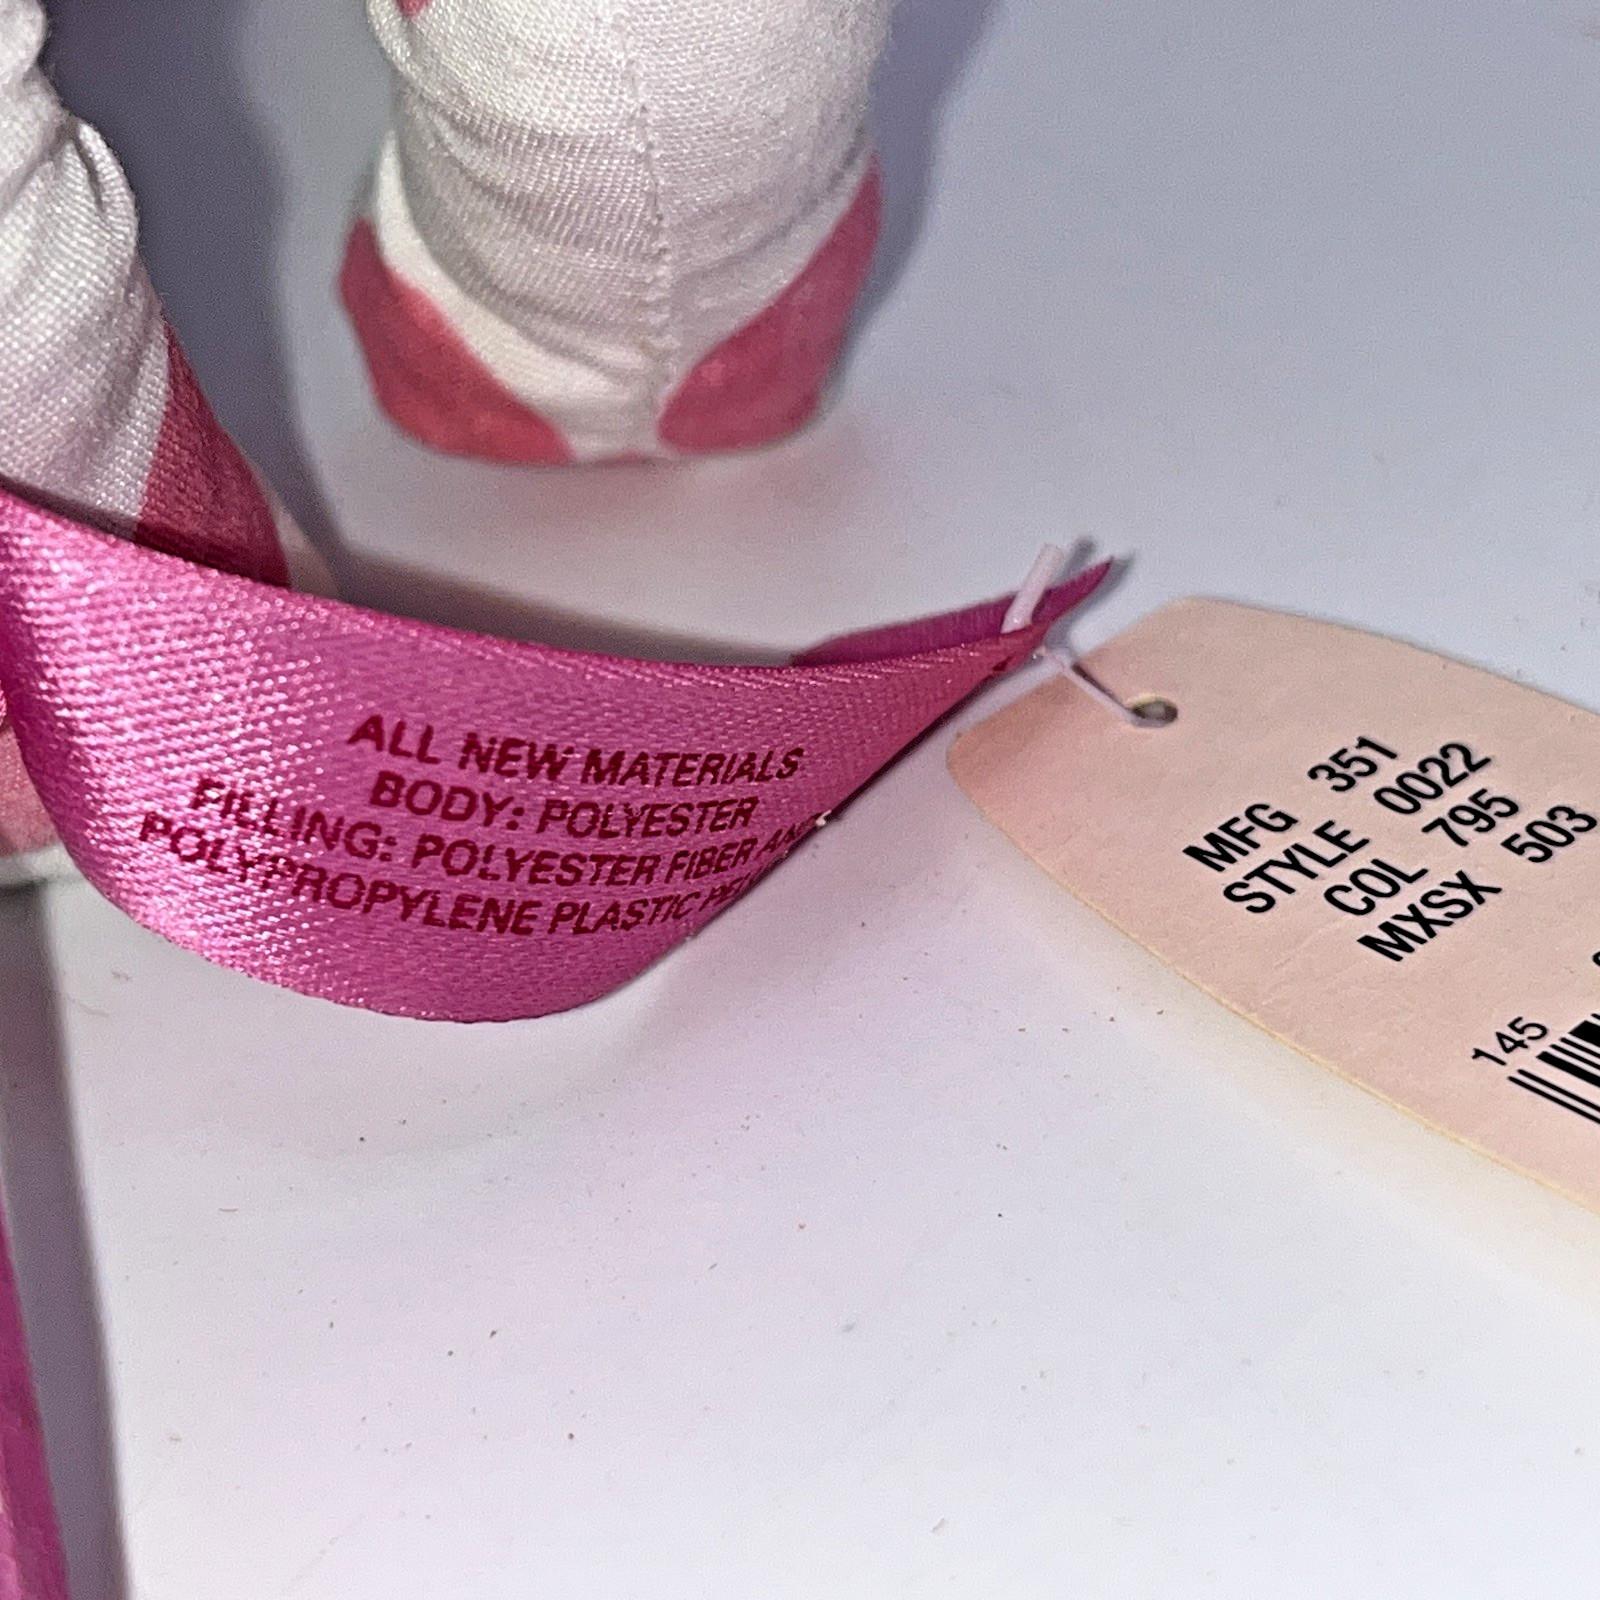 ALL NEW MATERIALS
BODY: POLYESTER
FILLING: POLYESTER FIBER
POLYPROPYLENE PLASTIC
MFG 351
STYLE 0022
COL 795
MXSX 503
145